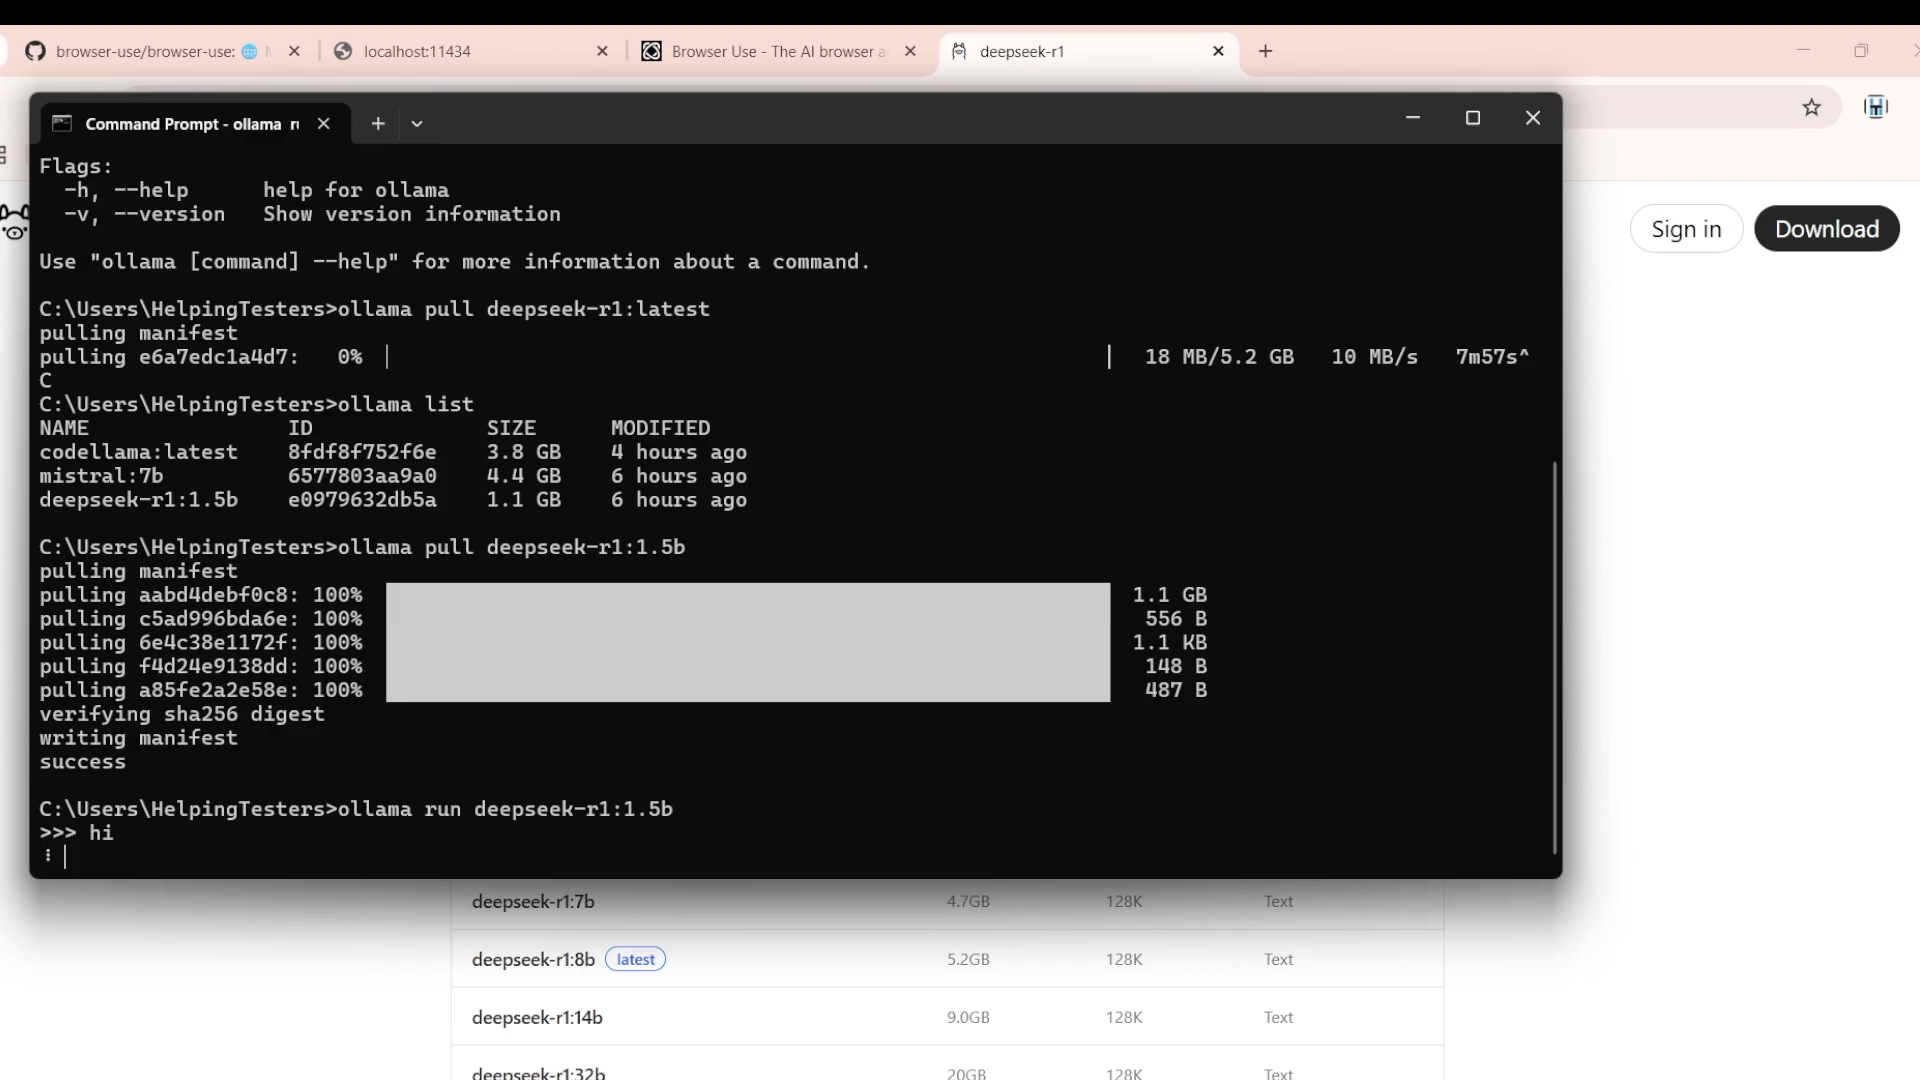 browser-use/browser-use: 
localhost:11434
Browser Use - The AI browser a
deepseek-r1
Command Prompt - ollama ru
Flags:
-h, --help      help for ollama
-v, --version   Show version information
Sign in
Download
Use "ollama [command] --help" for more information about a command.
C:\Users\HelpingTesters>ollama pull deepseek-r1:latest
pulling manifest
pulling e6a7edc1a4d7:   0%   18 MB/5.2 GB   10 MB/s   7m57s^
C
C:\Users\HelpingTesters>ollama list
NAME   ID   SIZE   MODIFIED
codellama:latest   8fdf8f752f6e   3.8 GB   4 hours ago
mistral:7b   6577803aa9a0   4.4 GB   6 hours ago
deepseek-r1:1.5b   e0979632db5a   1.1 GB   6 hours ago
C:\Users\HelpingTesters>ollama pull deepseek-r1:1.5b
pulling manifest
pulling aabd4debf0c8: 100%   1.1 GB
pulling c5ad996bda6e: 100%   556 B
pulling 6e4c38e1172f: 100%   1.1 KB
pulling f4d24e9138dd: 100%   148 B
pulling a85fe2a2e58e: 100%   487 B
verifying sha256 digest
writing manifest
success
C:\Users\HelpingTesters>ollama run deepseek-r1:1.5b
>>> hi
deepseek-r1:7b   4.7GB   128K   Text
deepseek-r1:8b   latest   5.2GB   128K   Text
deepseek-r1:14b   9.0GB   128K   Text
deepseek-r1:32b   20GB   128K   Text